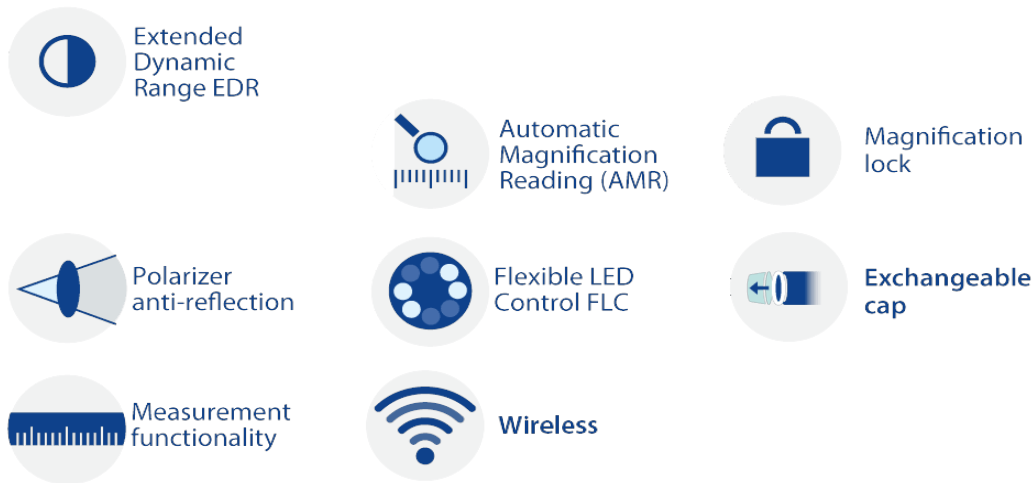 Extended
Dynamic
Range EDR
Automatic
Magnification
Reading (AMR)
Magnification
lock
Polarizer
anti-reflection
Flexible LED
Control FLC
Exchangeable
cap
Measurement
functionality
Wireless